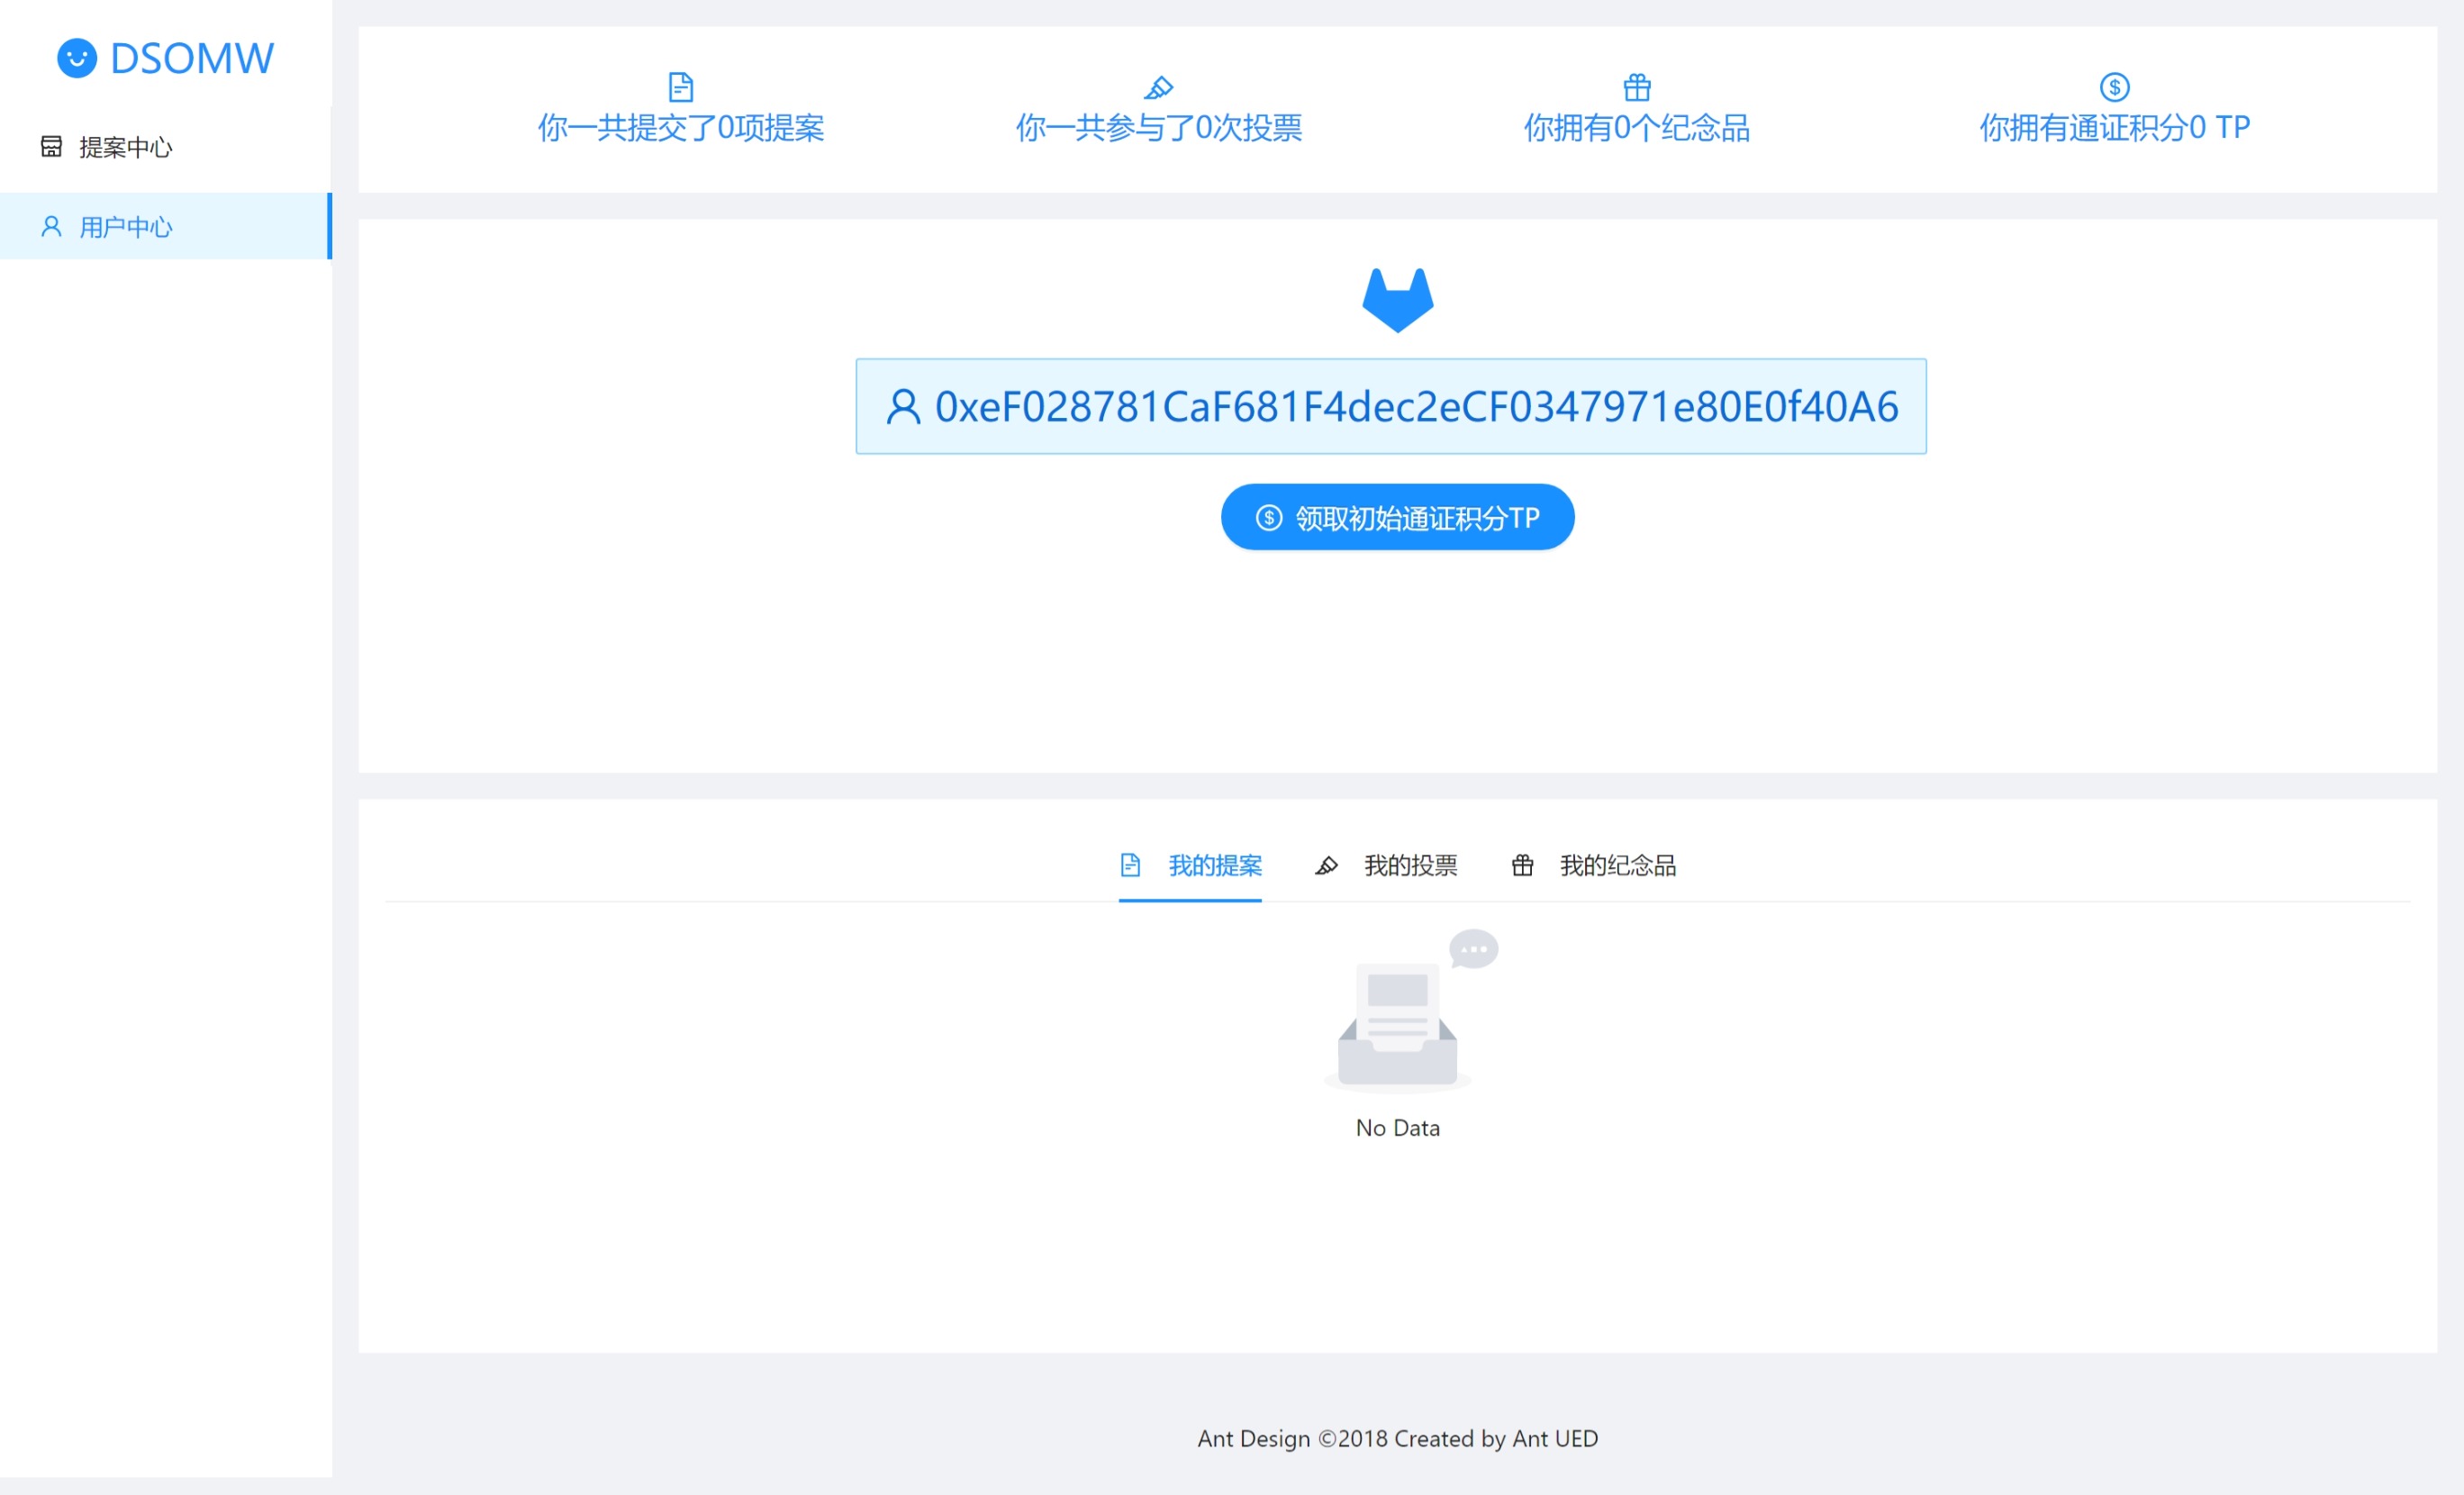 DSOMW
提案中心
用户中心
你一共提交了0项提案
你一共参与了0次投票
你拥有0个纪念品
你拥有通证积分0 TP
0xeF028781CaF681F4dec2eCF0347971e80E0f40A6
领取初始通证积分TP
我的提案
我的投票
我的纪念品
No Data
Ant Design ©2018 Created by Ant UED